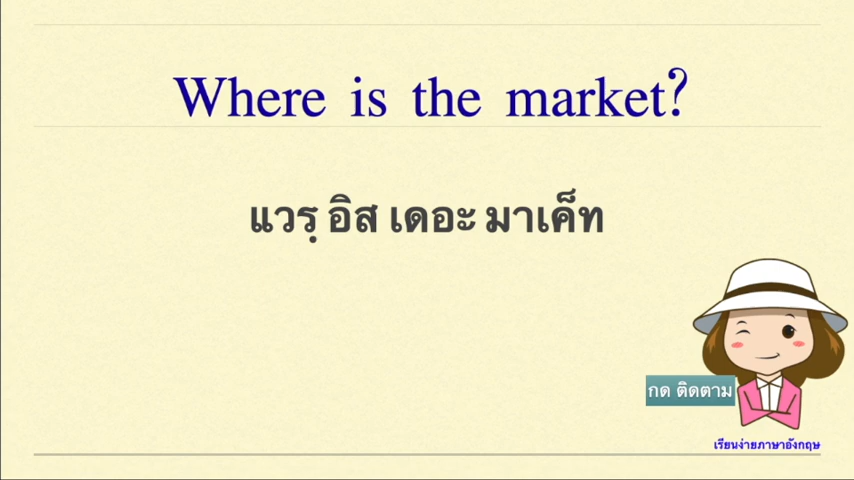 Where is the market?
แวรฺ อิส เดอะ มาเค็ท
กด ติดตาม
เรียนง่ายภาษาอังกฤษ